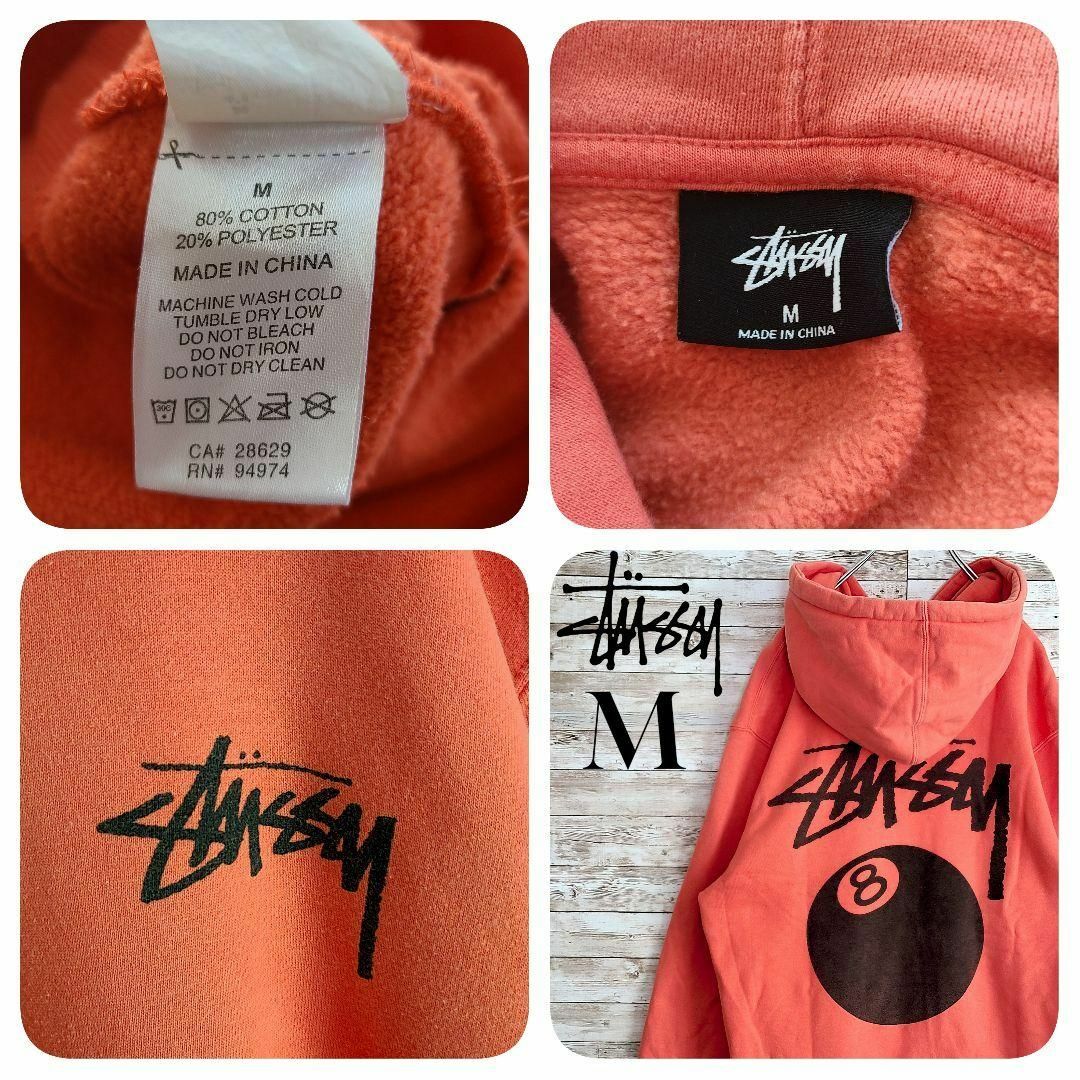 M
80% COTTON
20% POLYESTER
MADE IN CHINA
MACHINE WASH COLD
TUMBLE DRY LOW
DO NOT BLEACH
DO NOT IRON
DO NOT DRY CLEAN
30C
CA# 28629
RN# 94974
STÜSSY
M
MADE IN CHINA
STÜSSY
STÜSSY
M
STÜSSY
8